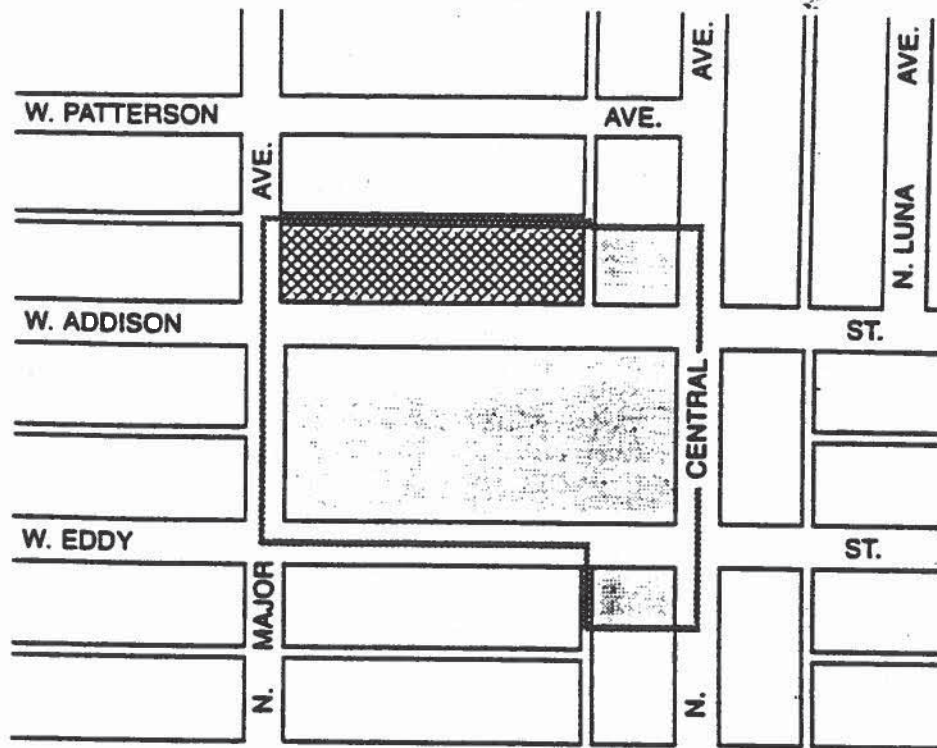 AVE.
AVE.
W. PATTERSON
AVE.
AVE.
N. LUNA
W. ADDISON
ST.
CENTRAL
W. EDDY
ST.
MAJOR
N.
N.